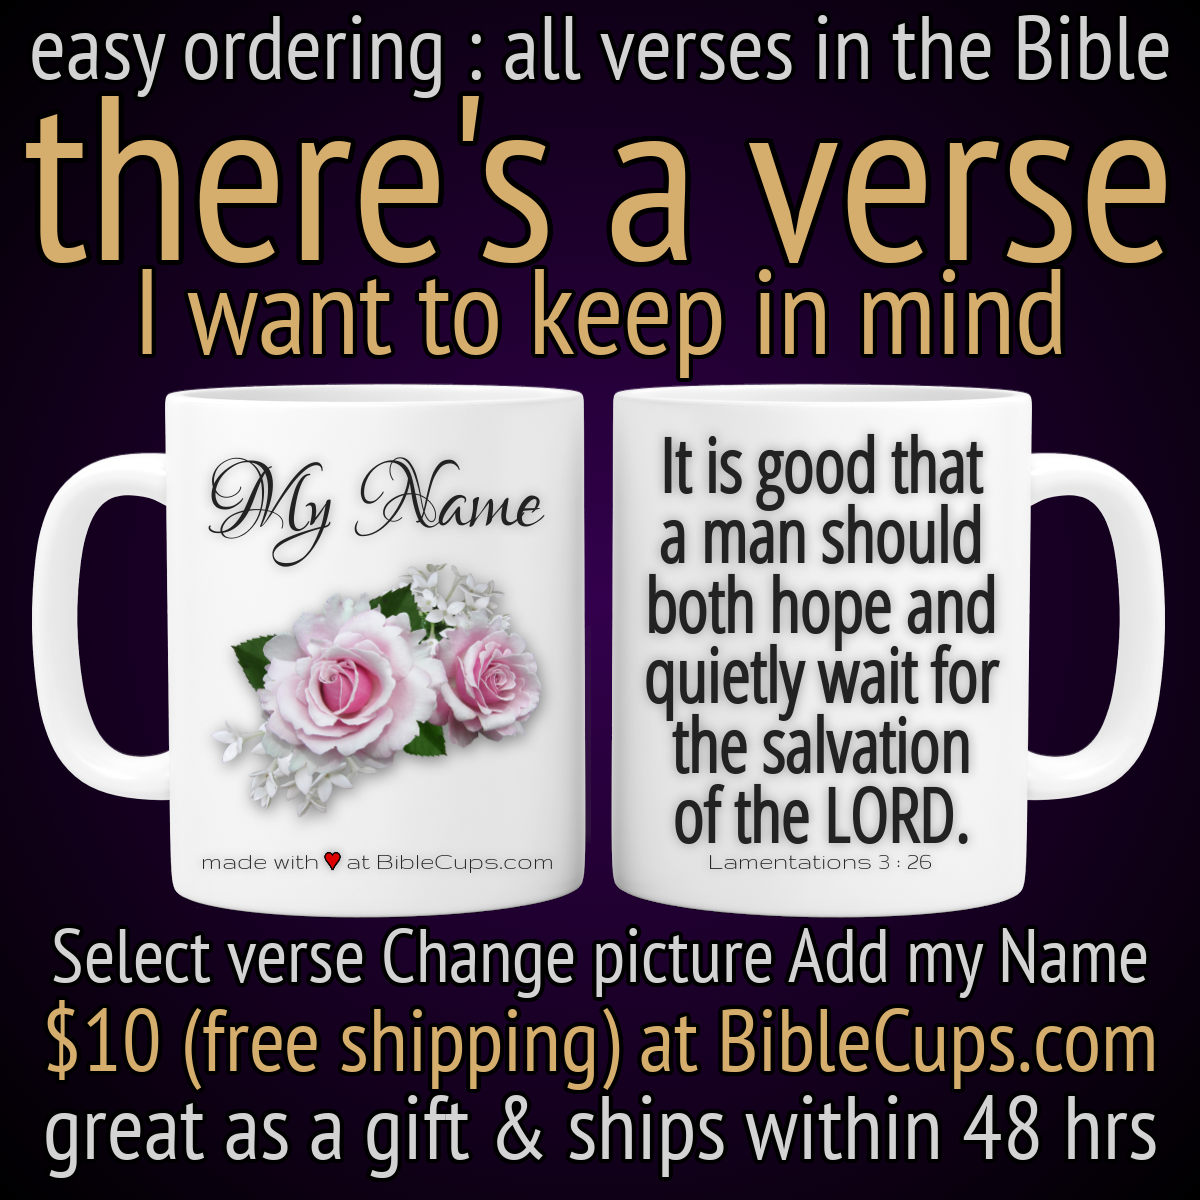 easy ordering : all verses in the Bible
there's a verse
I want to keep in mind
My Name
made with ♥ at BibleCups.com
It is good that
a man should
both hope and
quietly wait for
the salvation
of the LORD.
Lamentations 3 : 26
Select verse Change picture Add my Name
$10 (free shipping) at BibleCups.com
great as a gift & ships within 48 hrs